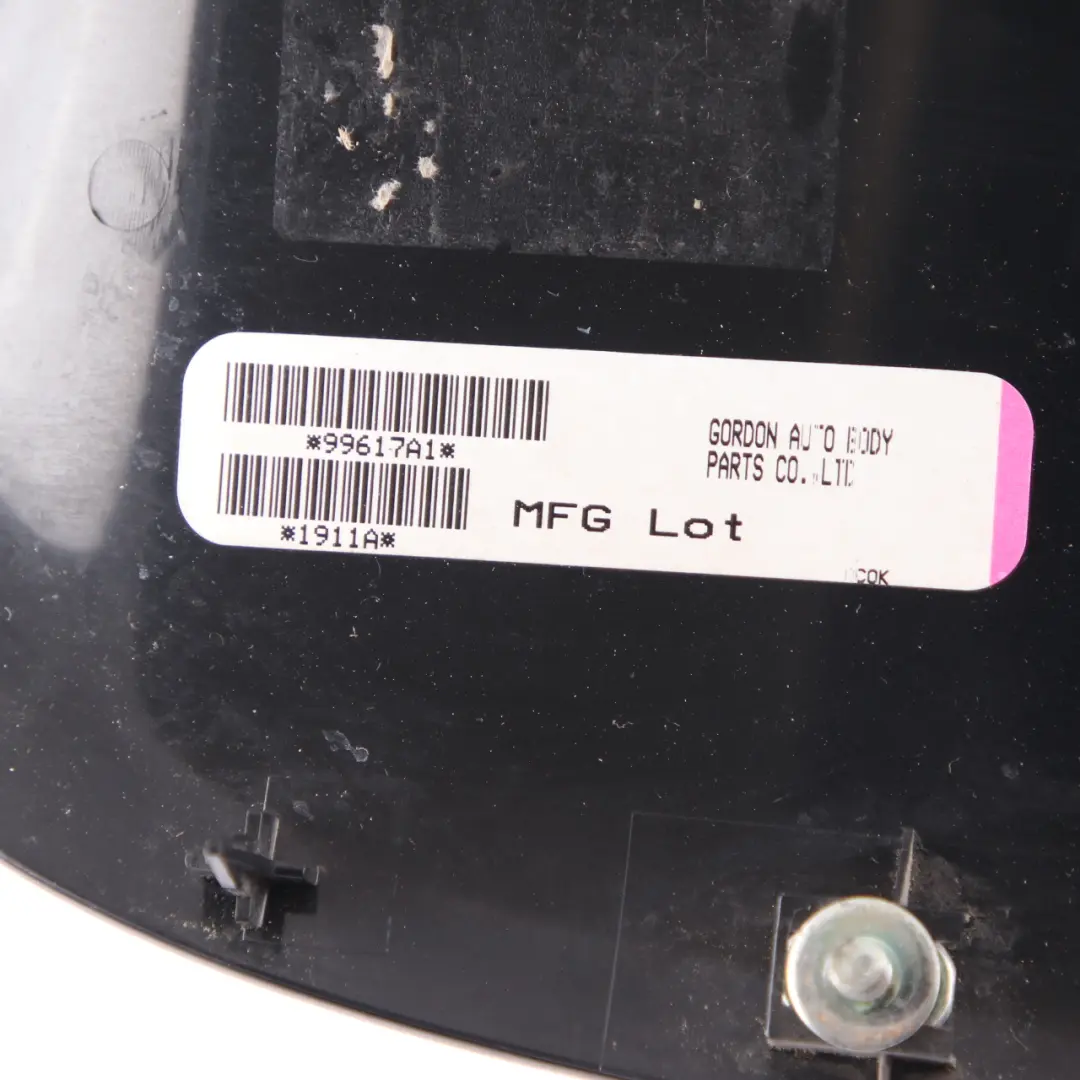 *99617A1*
*1911A*
MFG Lot
GORDON AUTO BODY
PARTS CO.,LTD